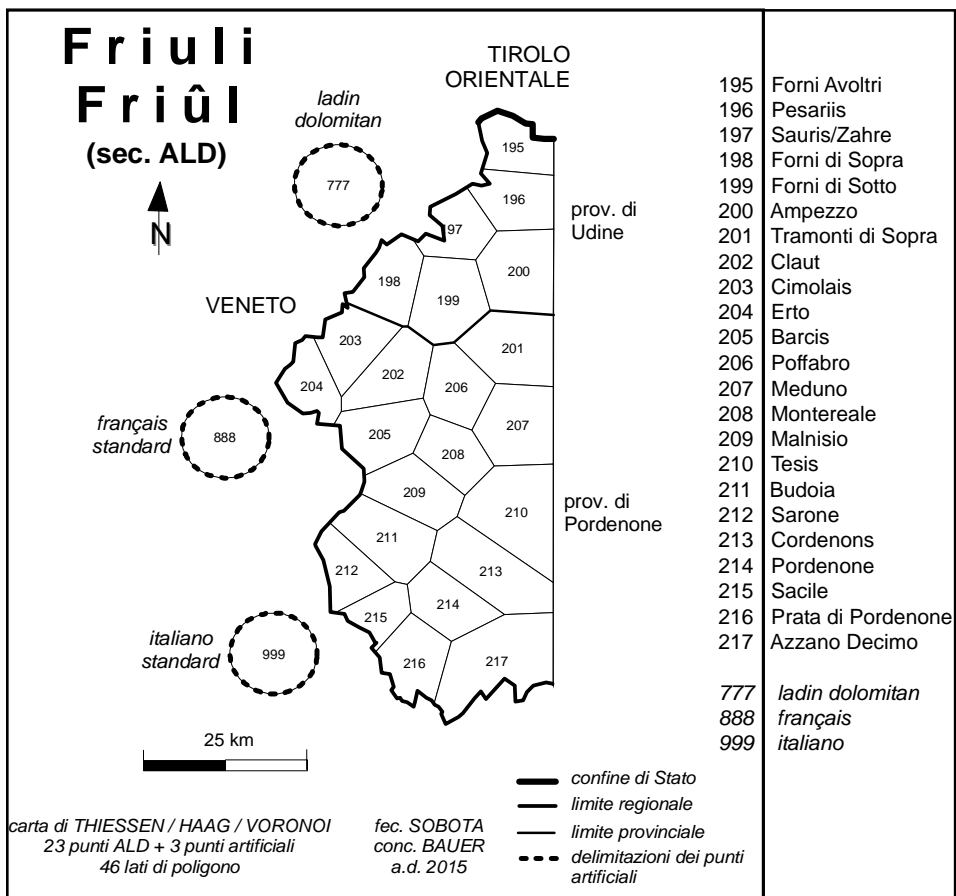 Friuli
Friûl
(sec. ALD)
N
ladin
dolomitan
777
TIROLO
ORIENTALE
VENETO
prov. di
Udine
prov. di
Pordenone
français
standard
888
italiano
standard
999
195
196
97
198
199
200
203
201
204
202
206
205
207
208
209
210
211
212
213
214
215
216
217
25 km
195 Forni Avoltri
196 Pesariis
197 Sauris/Zahre
198 Forni di Sopra
199 Forni di Sotto
200 Ampezzo
201 Tramonti di Sopra
202 Claut
203 Cimolais
204 Erto
205 Barcis
206 Poffabro
207 Meduno
208 Montereale
209 Malnisio
210 Tesis
211 Budoia
212 Sarone
213 Cordenons
214 Pordenone
215 Sacile
216 Prata di Pordenone
217 Azzano Decimo
777 ladin dolomitan
888 français
999 italiano
confine di Stato
limite regionale
limite provinciale
delimitazioni dei punti
artificiali
carta di THIESSEN / HAAG / VORONOI
23 punti ALD + 3 punti artificiali
46 lati di poligono
fec. SOBOTA
conc. BAUER
a.d. 2015